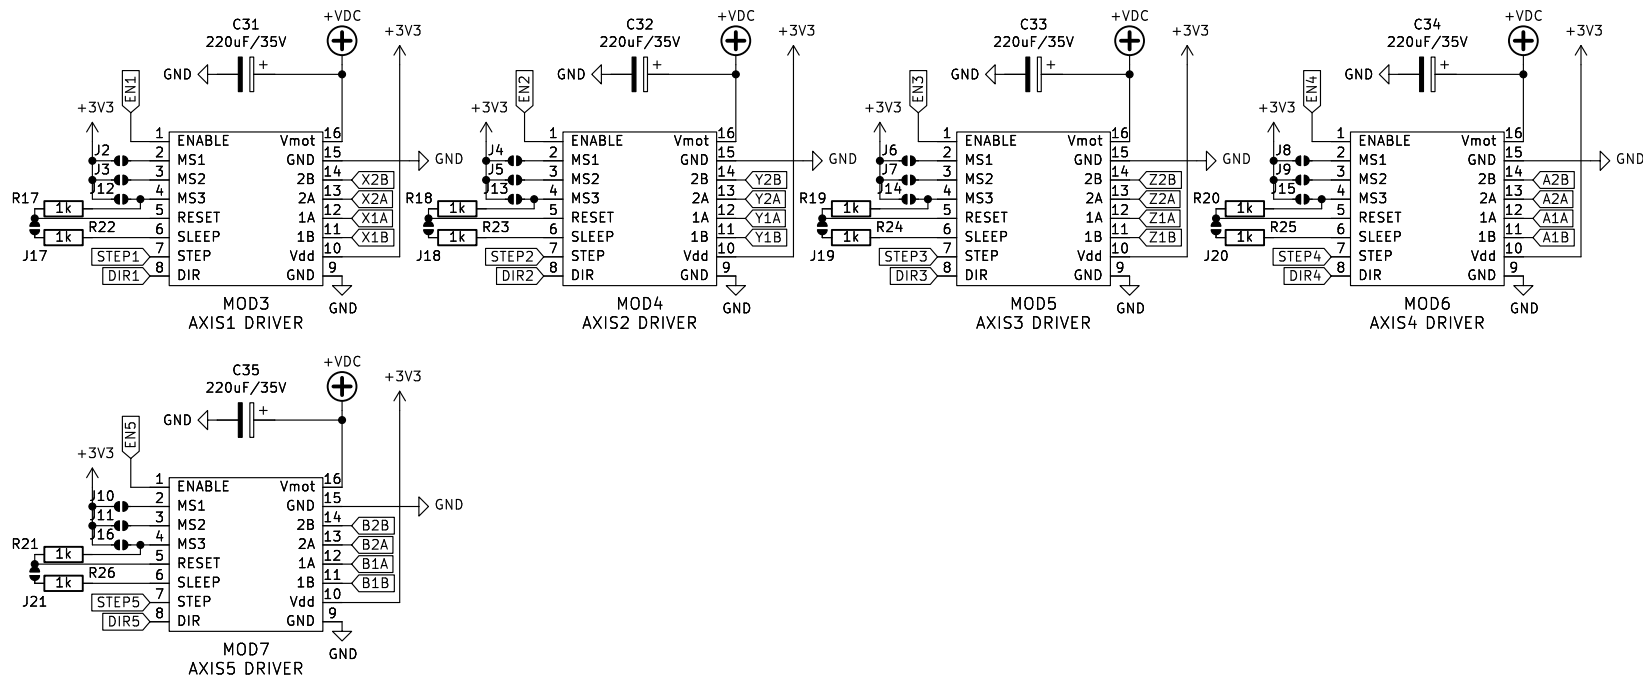 C31
220uF/35V
+VDC
+3V3
GND
+
EN1
+3V3
J2
J3
J12
R17
1k
R22
1k
J17
STEP1
DIR1
1 ENABLE Vmot 16
2 MS1 GND 15
3 MS2 2B 14
4 MS3 2A 13
5 RESET 1A 12
6 SLEEP 1B 11
7 STEP Vdd 10
8 DIR GND 9
GND
X2B
X2A
X1A
X1B
GND
MOD3
AXIS1 DRIVER
C32
220uF/35V
+VDC
+3V3
GND
+
EN2
+3V3
J4
J5
J13
R18
1k
R23
1k
J18
STEP2
DIR2
1 ENABLE Vmot 16
2 MS1 GND 15
3 MS2 2B 14
4 MS3 2A 13
5 RESET 1A 12
6 SLEEP 1B 11
7 STEP Vdd 10
8 DIR GND 9
GND
Y2B
Y2A
Y1A
Y1B
GND
MOD4
AXIS2 DRIVER
C33
220uF/35V
+VDC
+3V3
GND
+
EN3
+3V3
J6
J7
J14
R19
1k
R24
1k
J19
STEP3
DIR3
1 ENABLE Vmot 16
2 MS1 GND 15
3 MS2 2B 14
4 MS3 2A 13
5 RESET 1A 12
6 SLEEP 1B 11
7 STEP Vdd 10
8 DIR GND 9
GND
Z2B
Z2A
Z1A
Z1B
GND
MOD5
AXIS3 DRIVER
C34
220uF/35V
+VDC
+3V3
GND
+
EN4
+3V3
J8
J9
J15
R20
1k
R25
1k
J20
STEP4
DIR4
1 ENABLE Vmot 16
2 MS1 GND 15
3 MS2 2B 14
4 MS3 2A 13
5 RESET 1A 12
6 SLEEP 1B 11
7 STEP Vdd 10
8 DIR GND 9
GND
A2B
A2A
A1A
A1B
GND
MOD6
AXIS4 DRIVER
C35
220uF/35V
+VDC
+3V3
GND
+
EN5
+3V3
J10
J11
J16
R21
1k
R26
1k
J21
STEP5
DIR5
1 ENABLE Vmot 16
2 MS1 GND 15
3 MS2 2B 14
4 MS3 2A 13
5 RESET 1A 12
6 SLEEP 1B 11
7 STEP Vdd 10
8 DIR GND 9
GND
B2B
B2A
B1A
B1B
GND
MOD7
AXIS5 DRIVER